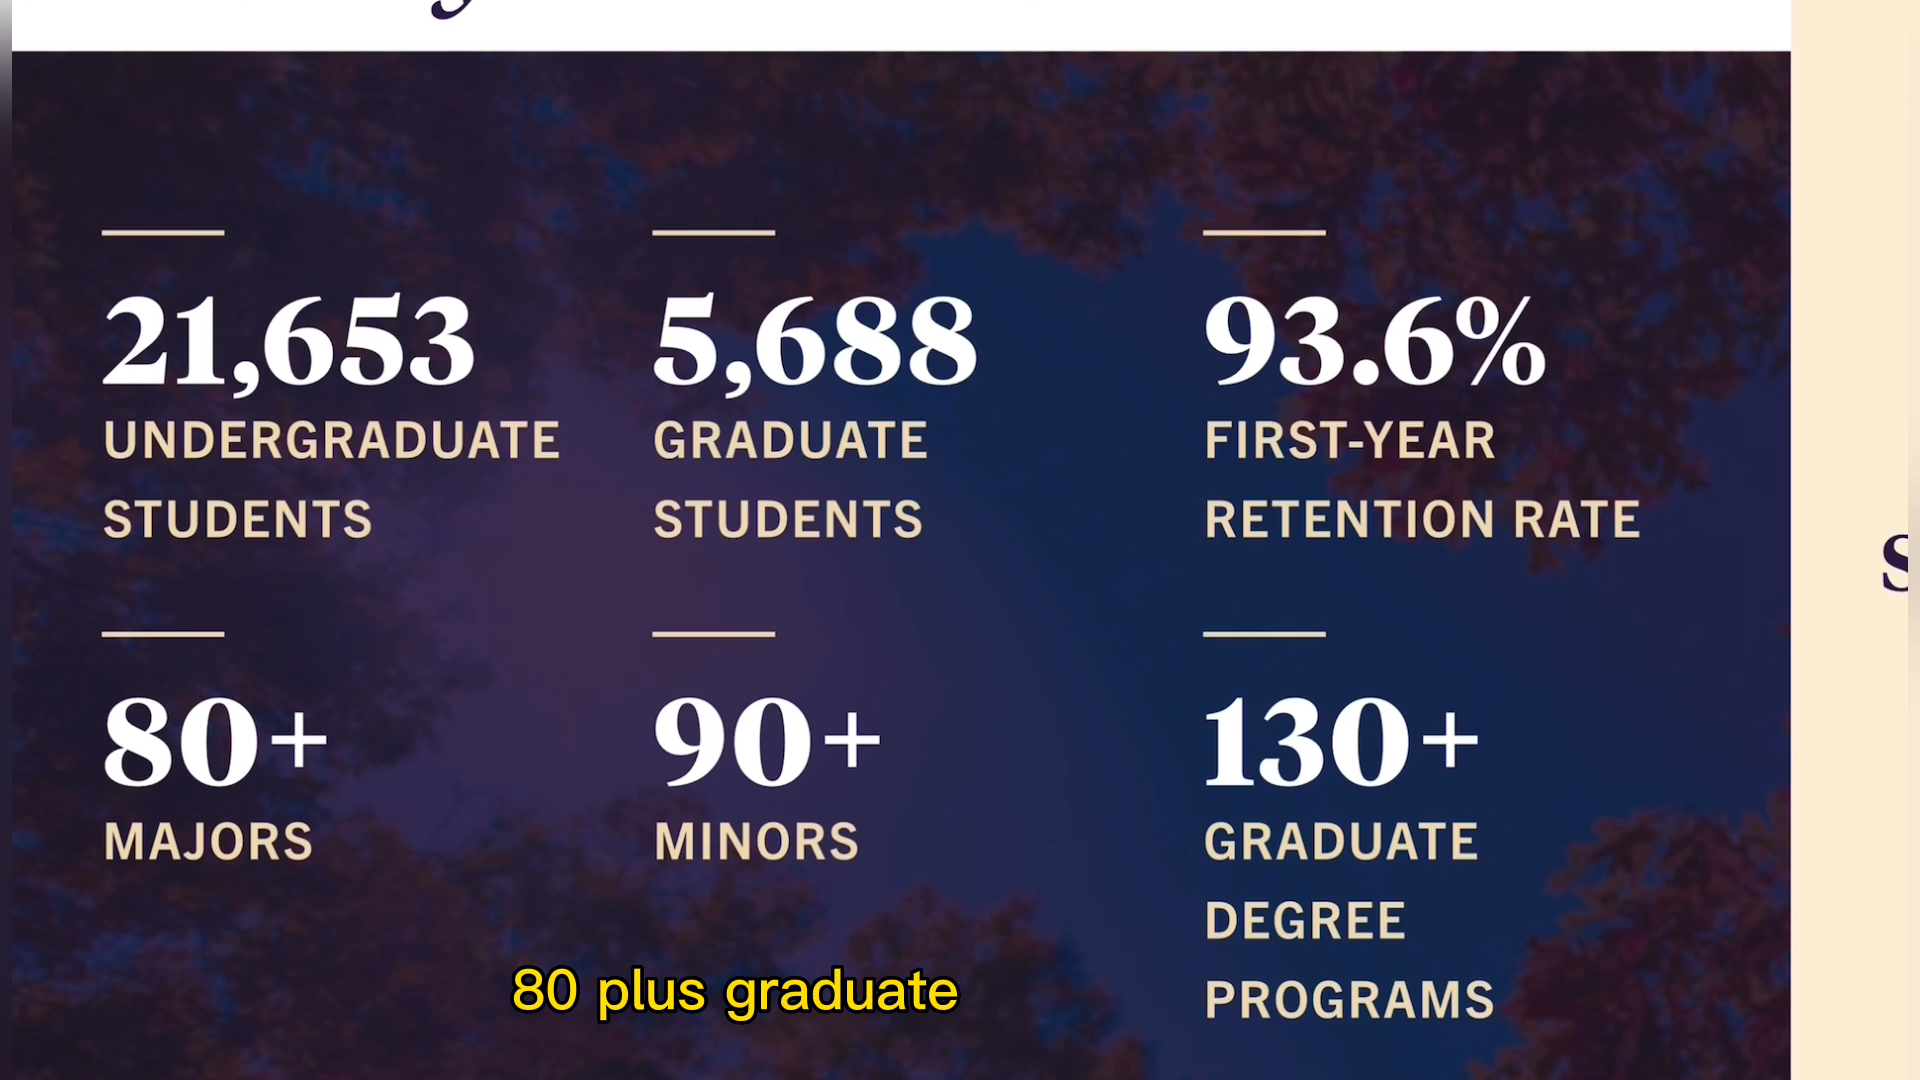 21,653
UNDERGRADUATE
STUDENTS
5,688
GRADUATE
STUDENTS
93.6%
FIRST-YEAR
RETENTION RATE
80+
MAJORS
90+
MINORS
130+
GRADUATE
DEGREE
PROGRAMS
80 plus graduate